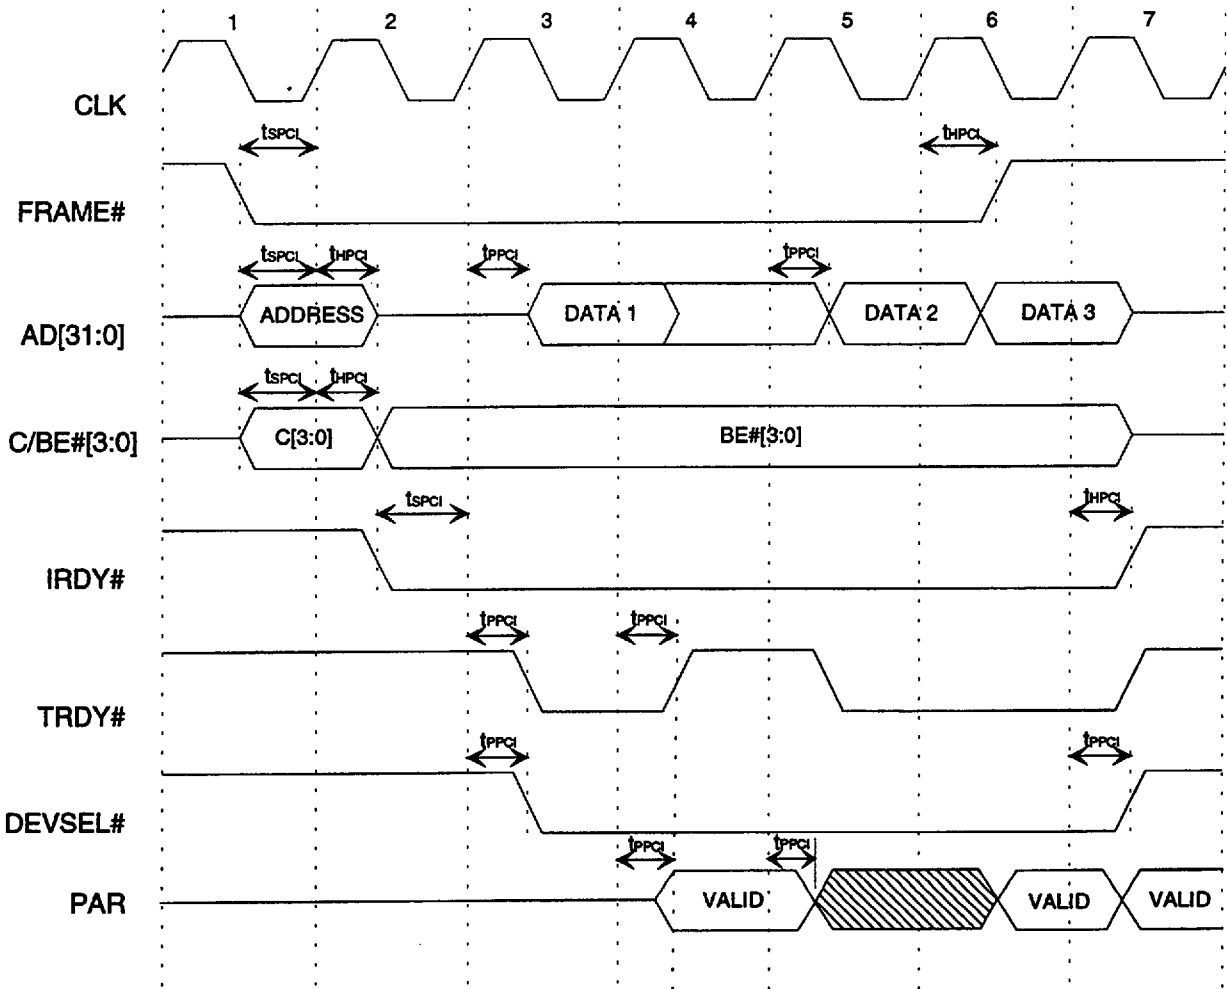 1 2 3 4 5 6 7
CLK
tSPCI tHPCI
FRAME#
tSPCI tHPCI tPPCI tPPCI
ADDRESS DATA 1 DATA 2 DATA 3
AD[31:0]
tSPCI tHPCI
C[3:0] BE#[3:0]
C/BE#[3:0]
tSPCI tHPCI
IRDY#
tPPCI tPPCI
TRDY#
tPPCI tPPCI
DEVSEL#
tPPCI tPPCI
PAR VALID VALID VALID